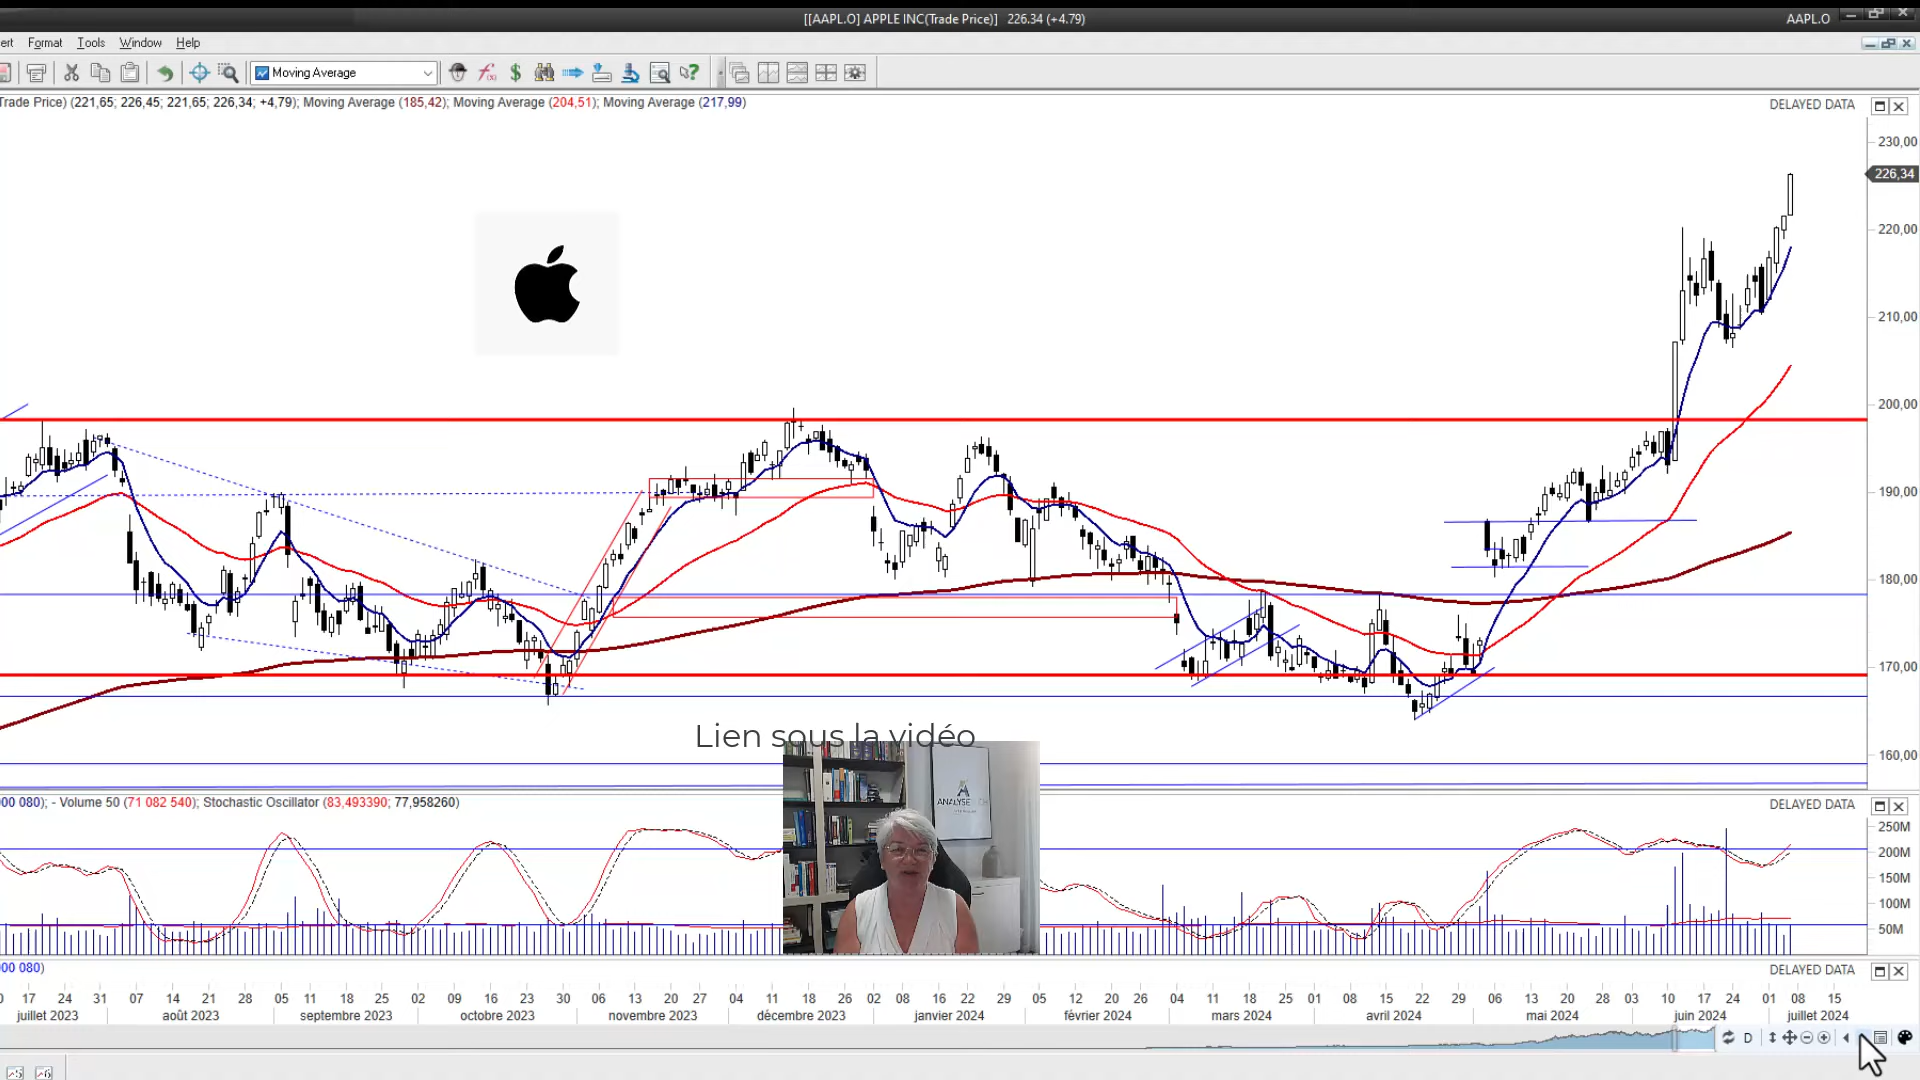 [[AAPL.O] APPLE INC(Trade Price)] 226.34 (+4.79)
AAPL.O
ert Format Tools Window Help
Moving Average
Trade Price) (221,65; 226,45; 221,65; 226,34; +4,79); Moving Average (185,42); Moving Average (204,51); Moving Average (217,99)
DELAYED DATA
230,00
226,34
220,00
210,00
200,00
190,00
180,00
170,00
160,00
Lien sous la vidéo
ANALYSE
00 080); - Volume 50 (71 082 540); Stochastic Oscillator (83,493390; 77,958260)
DELAYED DATA
250M
200M
150M
100M
50M
00 080)
DELAYED DATA
0 17 24 31 07 14 21 28 05 11 18 25 02 09 16 23 30 06 13 20 27 04 11 18 26 02 08 16 22 29 05 12 20 26 04 11 18 25 01 08 15 22 29 06 13 20 28 03 10 17 24 01 08 15
juillet 2023 août 2023 septembre 2023 octobre 2023 novembre 2023 décembre 2023 janvier 2024 février 2024 mars 2024 avril 2024 mai 2024 juin 2024 juillet 2024
D